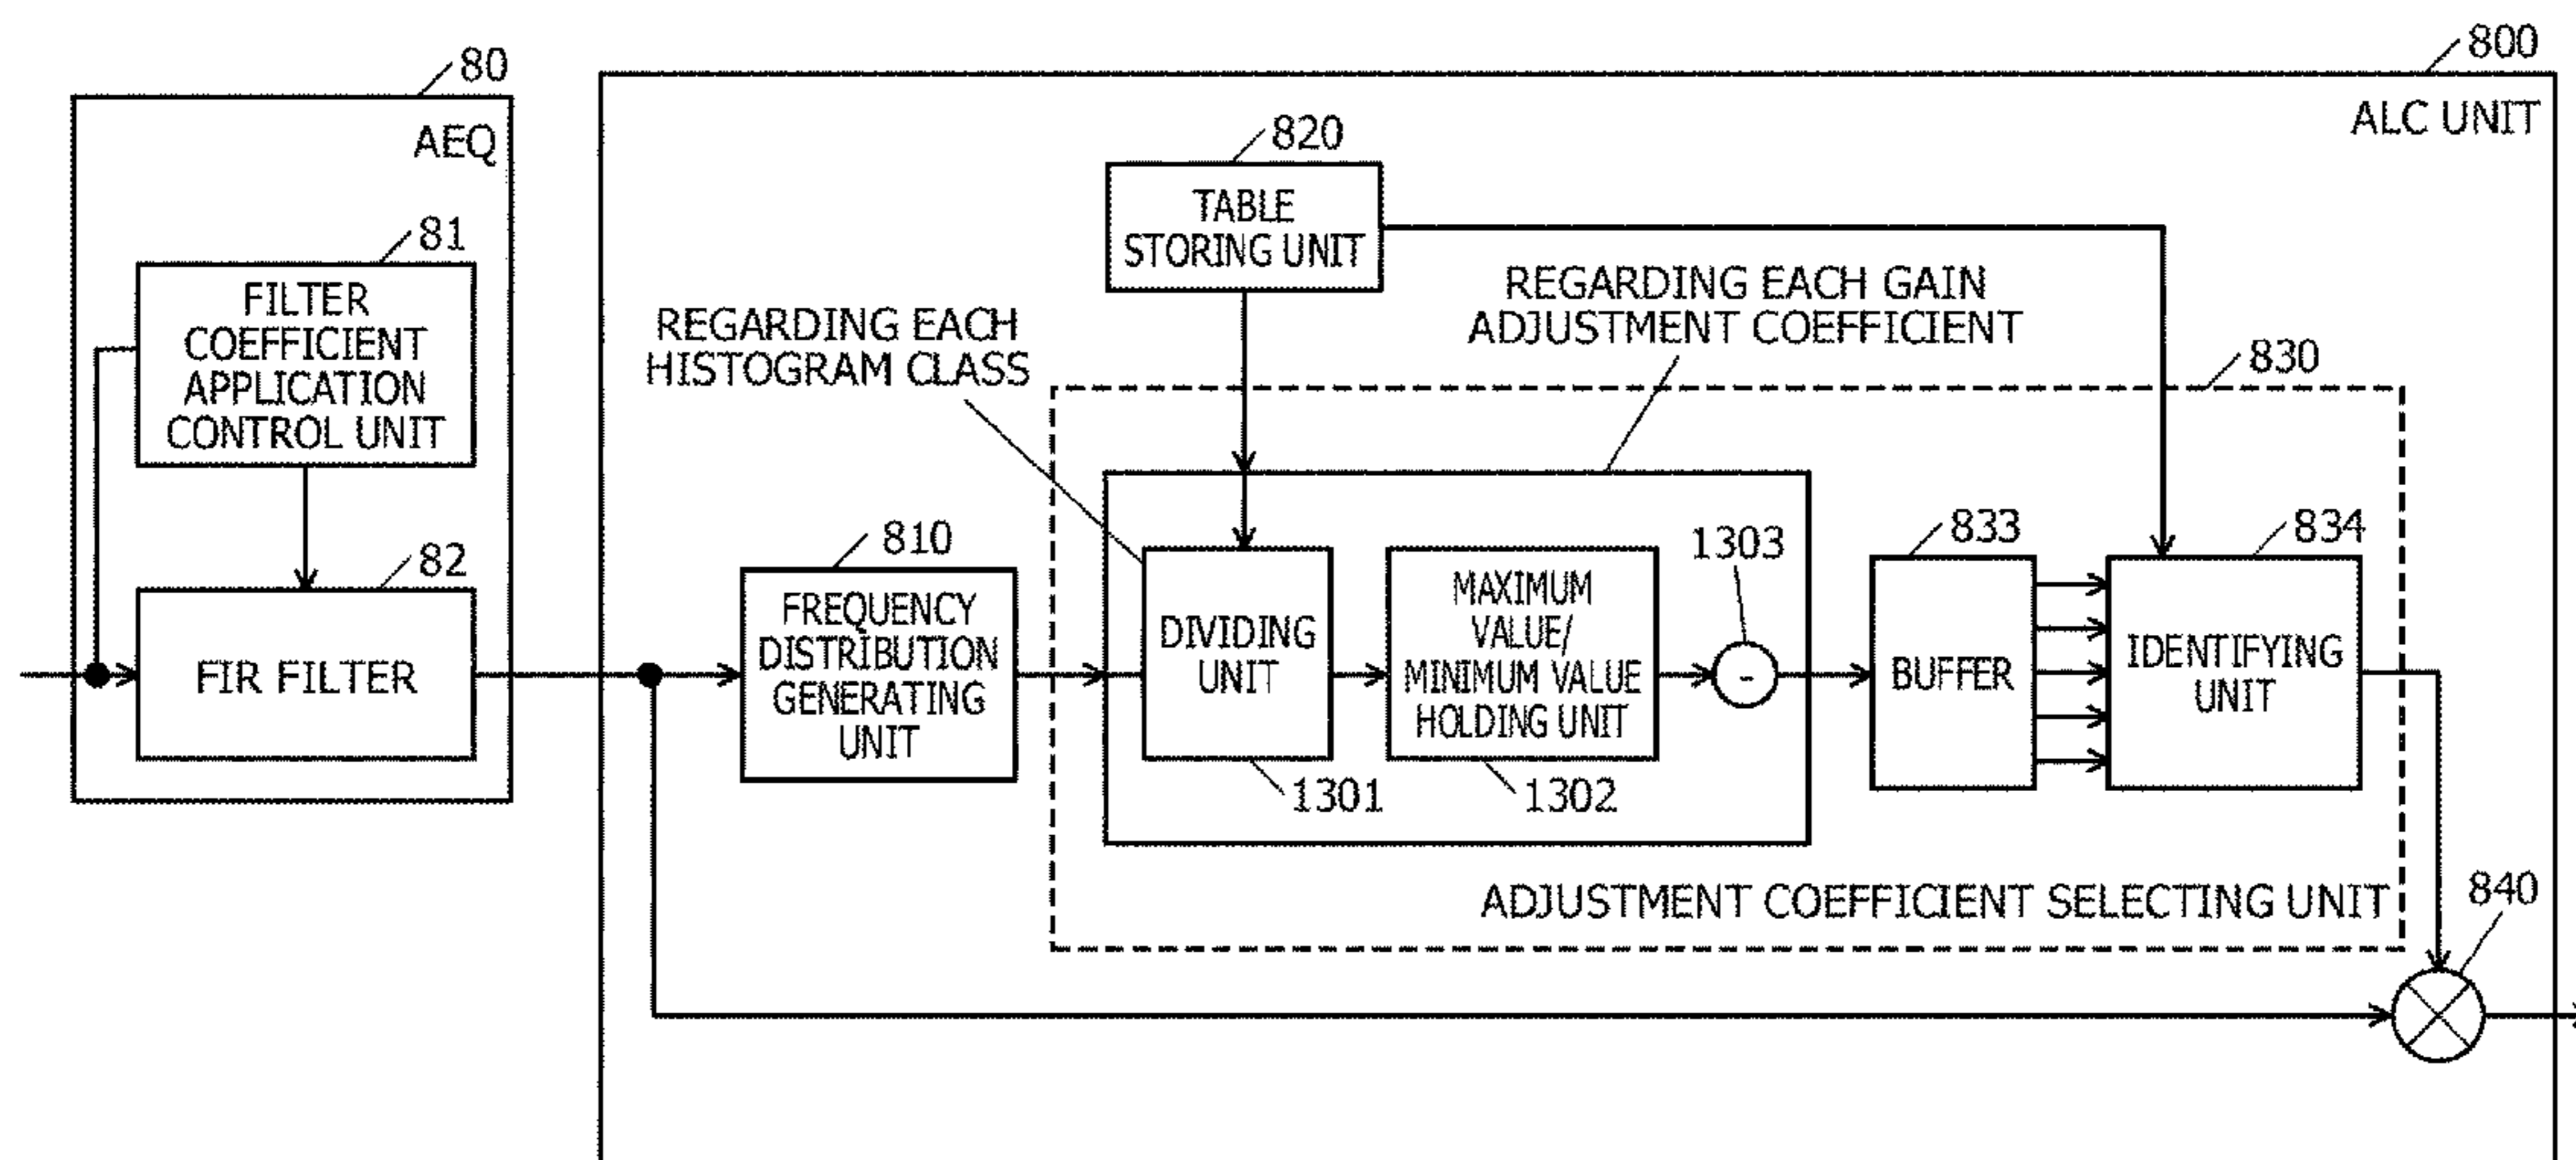 80
AEQ
81
FILTER
COEFFICIENT
APPLICATION
CONTROL UNIT
82
FIR FILTER
800
ALC UNIT
820
TABLE
STORING UNIT
REGARDING EACH
HISTOGRAM CLASS
REGARDING EACH GAIN
ADJUSTMENT COEFFICIENT
830
810
FREQUENCY
DISTRIBUTION
GENERATING
UNIT
DIVIDING
UNIT
1301
MAXIMUM
VALUE/
MINIMUM VALUE
HOLDING UNIT
1302
1303
-
833
BUFFER
834
IDENTIFYING
UNIT
ADJUSTMENT COEFFICIENT SELECTING UNIT
840